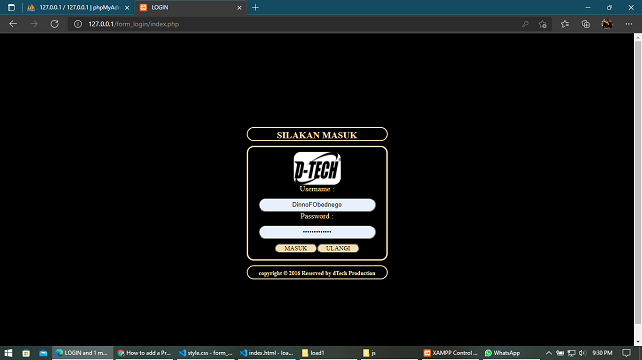 127.0.0.1 / 127.0.0.1 | phpMyAd
LOGIN
127.0.0.1/form_login/index.php
SILAKAN MASUK
D-TECH
Username :
DinnoFObednego
Password :
•••••••••••••
MASUK ULANGI
copyright © 2016 Reserved by dTech Production
LOGIN and 1 m... How to add a Pr... style.css - form_... index.html - loa... load1 js XAMPP Control ... WhatsApp 9:30 PM